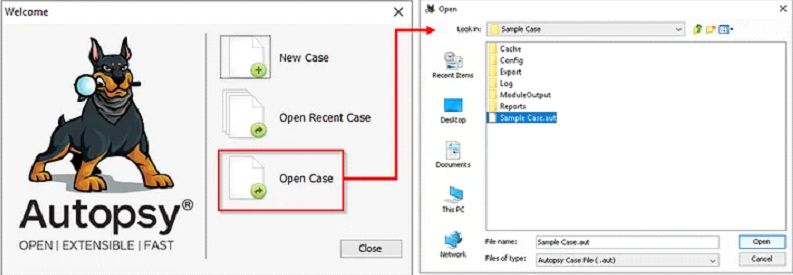 Welcome
New Case
Open Recent Case
Open Case
Autopsy®
OPEN | EXTENSIBLE | FAST
Close
Open
Look in:
Sample Case
Cache
Config
Export
Log
ModuleOutput
Reports
Sample Case.aut
Recent Items
Desktop
Documents
This PC
Network
File name:
Sample Case.aut
Open
Files of type:
Autopsy Case File (.aut)
Cancel